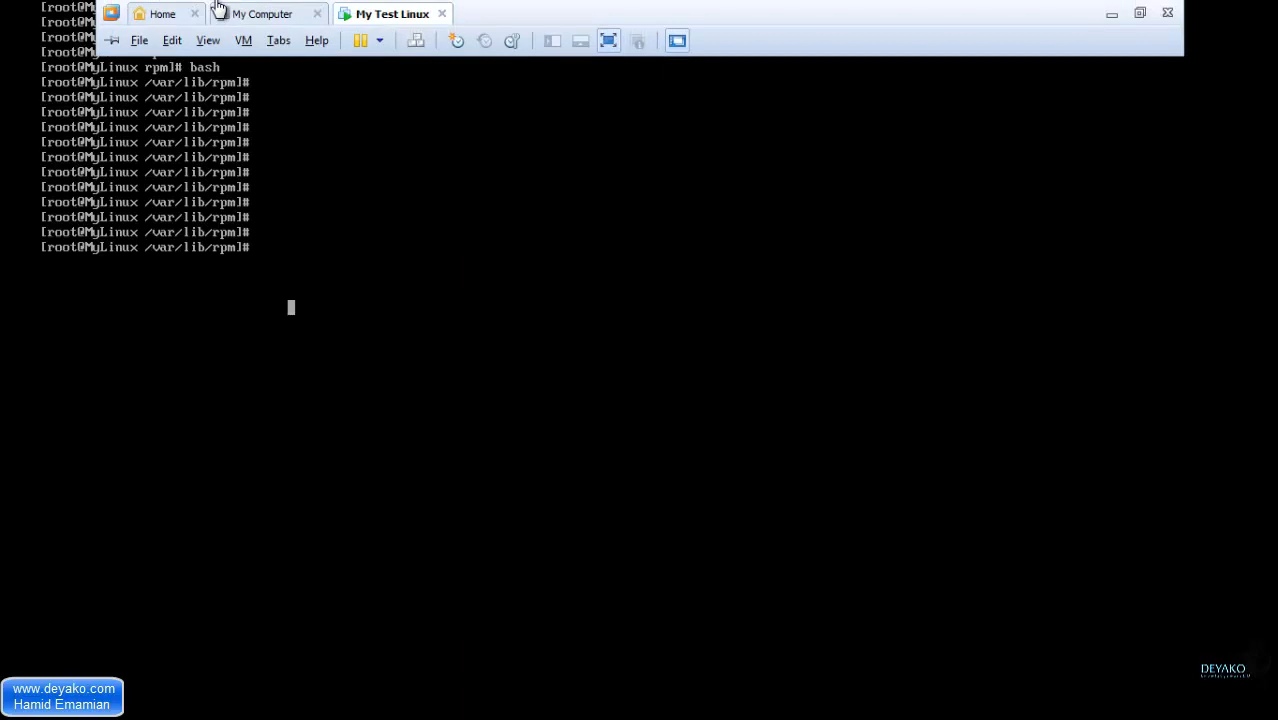 Home
My Computer
My Test Linux
File Edit View VM Tabs Help
[root@MyLinux rpm]# bash
[root@MyLinux /var/lib/rpm]#
[root@MyLinux /var/lib/rpm]#
[root@MyLinux /var/lib/rpm]#
[root@MyLinux /var/lib/rpm]#
[root@MyLinux /var/lib/rpm]#
[root@MyLinux /var/lib/rpm]#
[root@MyLinux /var/lib/rpm]#
[root@MyLinux /var/lib/rpm]#
[root@MyLinux /var/lib/rpm]#
[root@MyLinux /var/lib/rpm]#
[root@MyLinux /var/lib/rpm]#
[root@MyLinux /var/lib/rpm]#
DEYAKO
www.deyako.com
Hamid Emamian